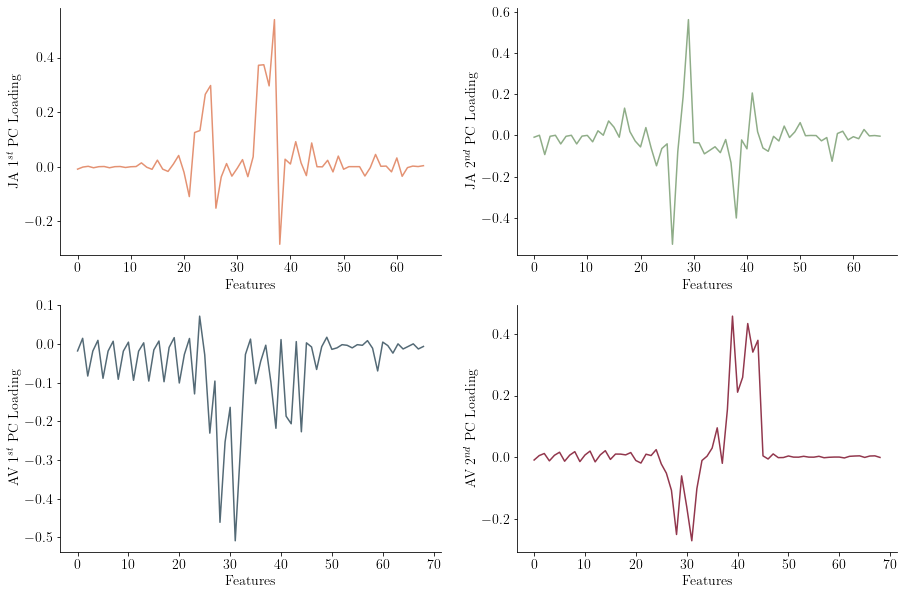 JA 1st PC Loading
0.4
0.2
0.0
−0.2
0 10 20 30 40 50 60
Features
JA 2nd PC Loading
0.6
0.4
0.2
0.0
−0.2
−0.4
0 10 20 30 40 50 60
Features
AV 1st PC Loading
0.1
0.0
−0.1
−0.2
−0.3
−0.4
−0.5
0 10 20 30 40 50 60 70
Features
AV 2nd PC Loading
0.4
0.2
0.0
−0.2
0 10 20 30 40 50 60 70
Features